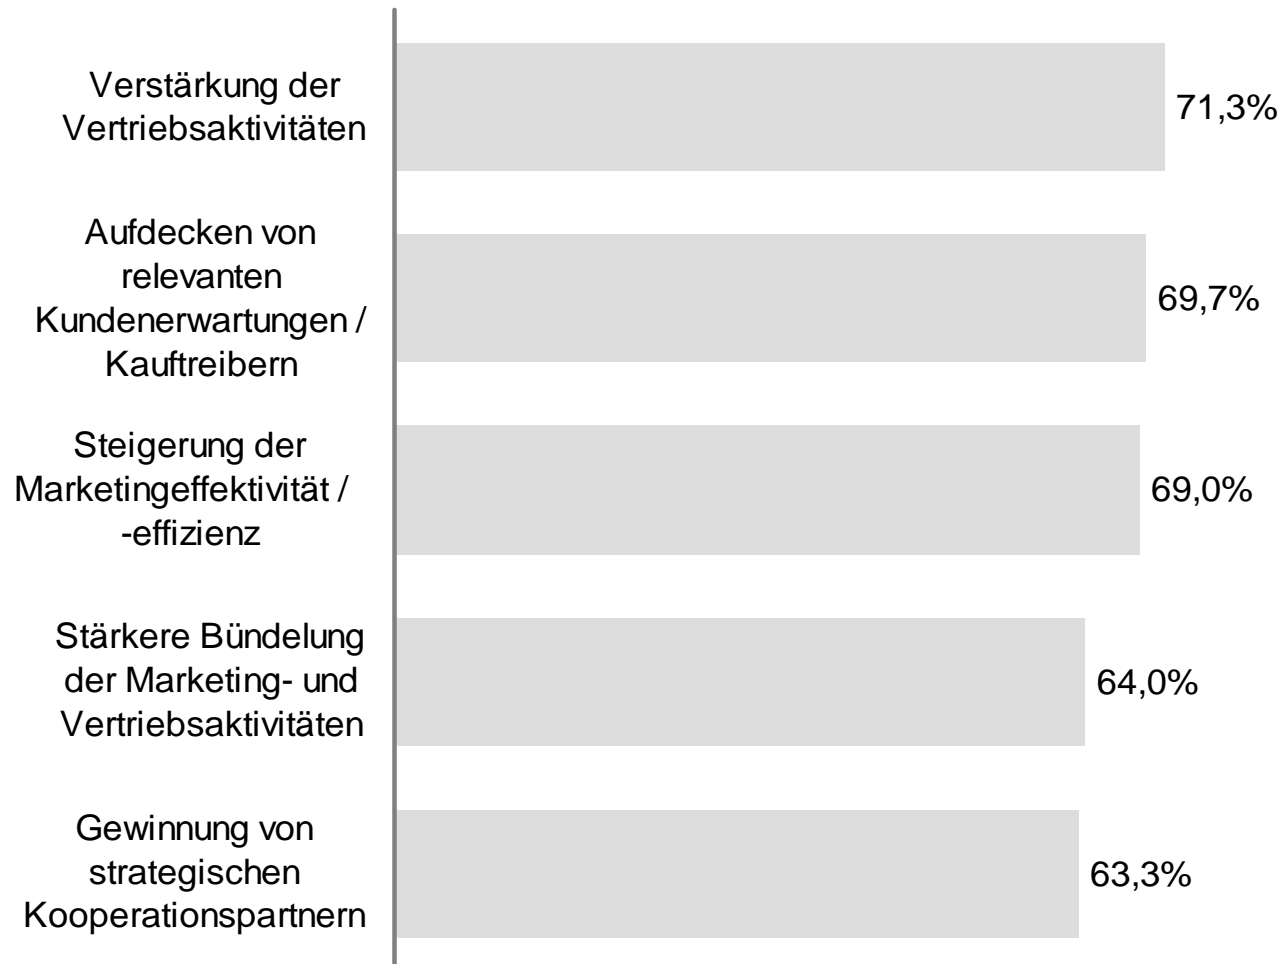 Verstärkung der
Vertriebsaktivitäten
71,3%
Aufdecken von
relevanten
Kundenerwartungen /
Kauftreibern
69,7%
Steigerung der
Marketingeffektivität /
-effizienz
69,0%
Stärkere Bündelung
der Marketing- und
Vertriebsaktivitäten
64,0%
Gewinnung von
strategischen
Kooperationspartnern
63,3%